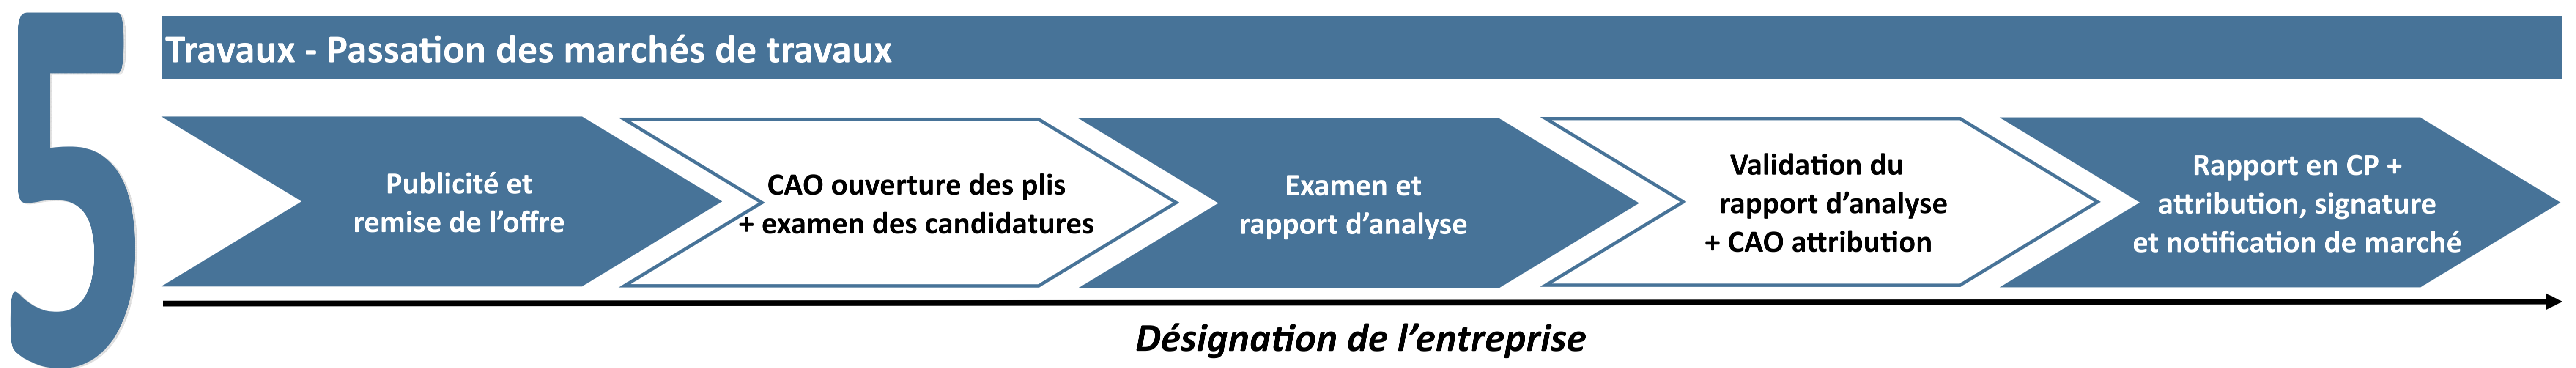 5
Travaux - Passation des marchés de travaux
Publicité et
remise de l’offre
CAO ouverture des plis
+ examen des candidatures
Examen et
rapport d’analyse
Validation du
rapport d’analyse
+ CAO attribution
Rapport en CP +
attribution, signature
et notification de marché
Désignation de l’entreprise